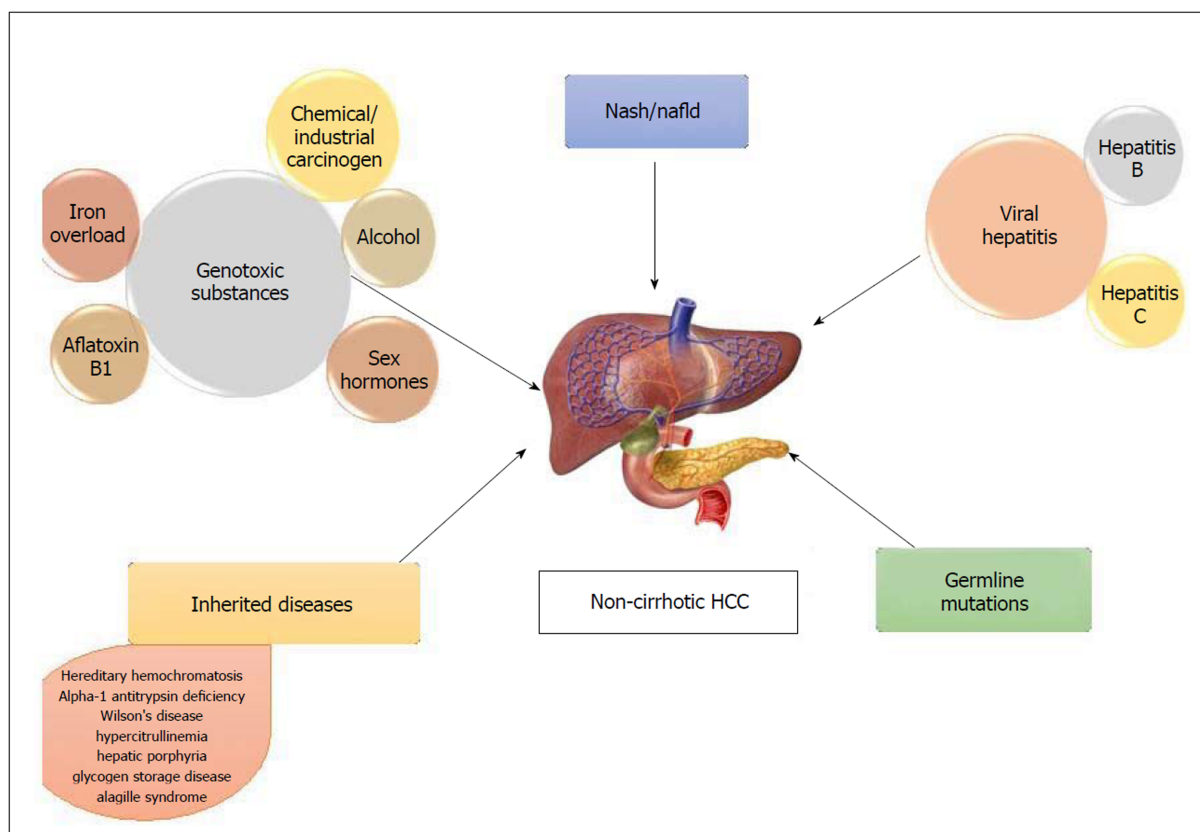 Chemical/
industrial
carcinogen
Iron
overload
Alcohol
Genotoxic
substances
Aflatoxin
B1
Sex
hormones
Nash/nafld
Viral
hepatitis
Hepatitis
B
Hepatitis
C
Inherited diseases
Hereditary hemochromatosis
Alpha-1 antitrypsin deficiency
Wilson's disease
hypercitrullinemia
hepatic porphyria
glycogen storage disease
alagille syndrome
Non-cirrhotic HCC
Germline
mutations